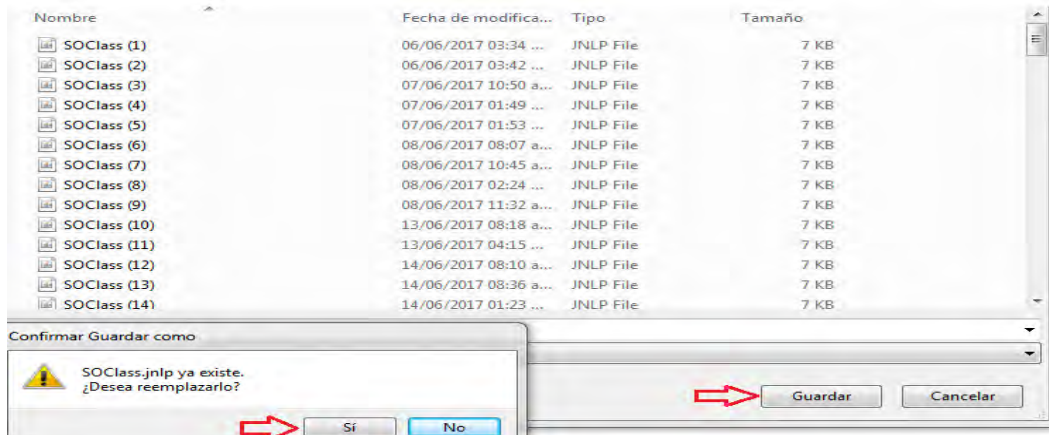 Nombre Fecha de modifica... Tipo Tamaño
SOClass (1) 06/06/2017 03:34 ... JNLP File 7 KB
SOClass (2) 06/06/2017 03:42 ... JNLP File 7 KB
SOClass (3) 07/06/2017 10:50 a... JNLP File 7 KB
SOClass (4) 07/06/2017 01:49 ... JNLP File 7 KB
SOClass (5) 07/06/2017 01:53 ... JNLP File 7 KB
SOClass (6) 08/06/2017 08:07 a... JNLP File 7 KB
SOClass (7) 08/06/2017 10:45 a... JNLP File 7 KB
SOClass (8) 08/06/2017 02:24 ... JNLP File 7 KB
SOClass (9) 08/06/2017 11:32 a... JNLP File 7 KB
SOClass (10) 13/06/2017 08:18 a... JNLP File 7 KB
SOClass (11) 13/06/2017 04:15 ... JNLP File 7 KB
SOClass (12) 14/06/2017 08:10 a... JNLP File 7 KB
SOClass (13) 14/06/2017 08:36 a... JNLP File 7 KB
SOClass (14) 14/06/2017 01:23 ... JNLP File 7 KB
Confirmar Guardar como
SOClass.jnlp ya existe.
¿Desea reemplazarlo?
Sí No
Guardar Cancelar